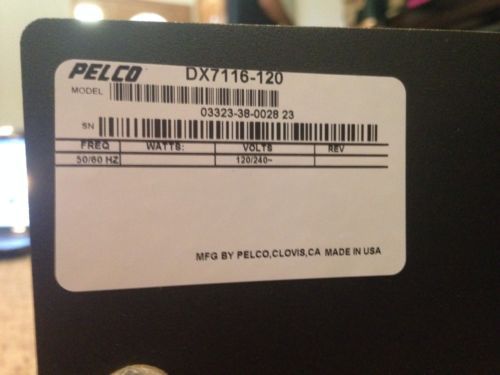 PELCO DX7116-120
MODEL
03323-38-0028 23
SN
FREQ WATTS: VOLTS REV
50/60 HZ 120/240~
MFG BY PELCO,CLOVIS,CA MADE IN USA